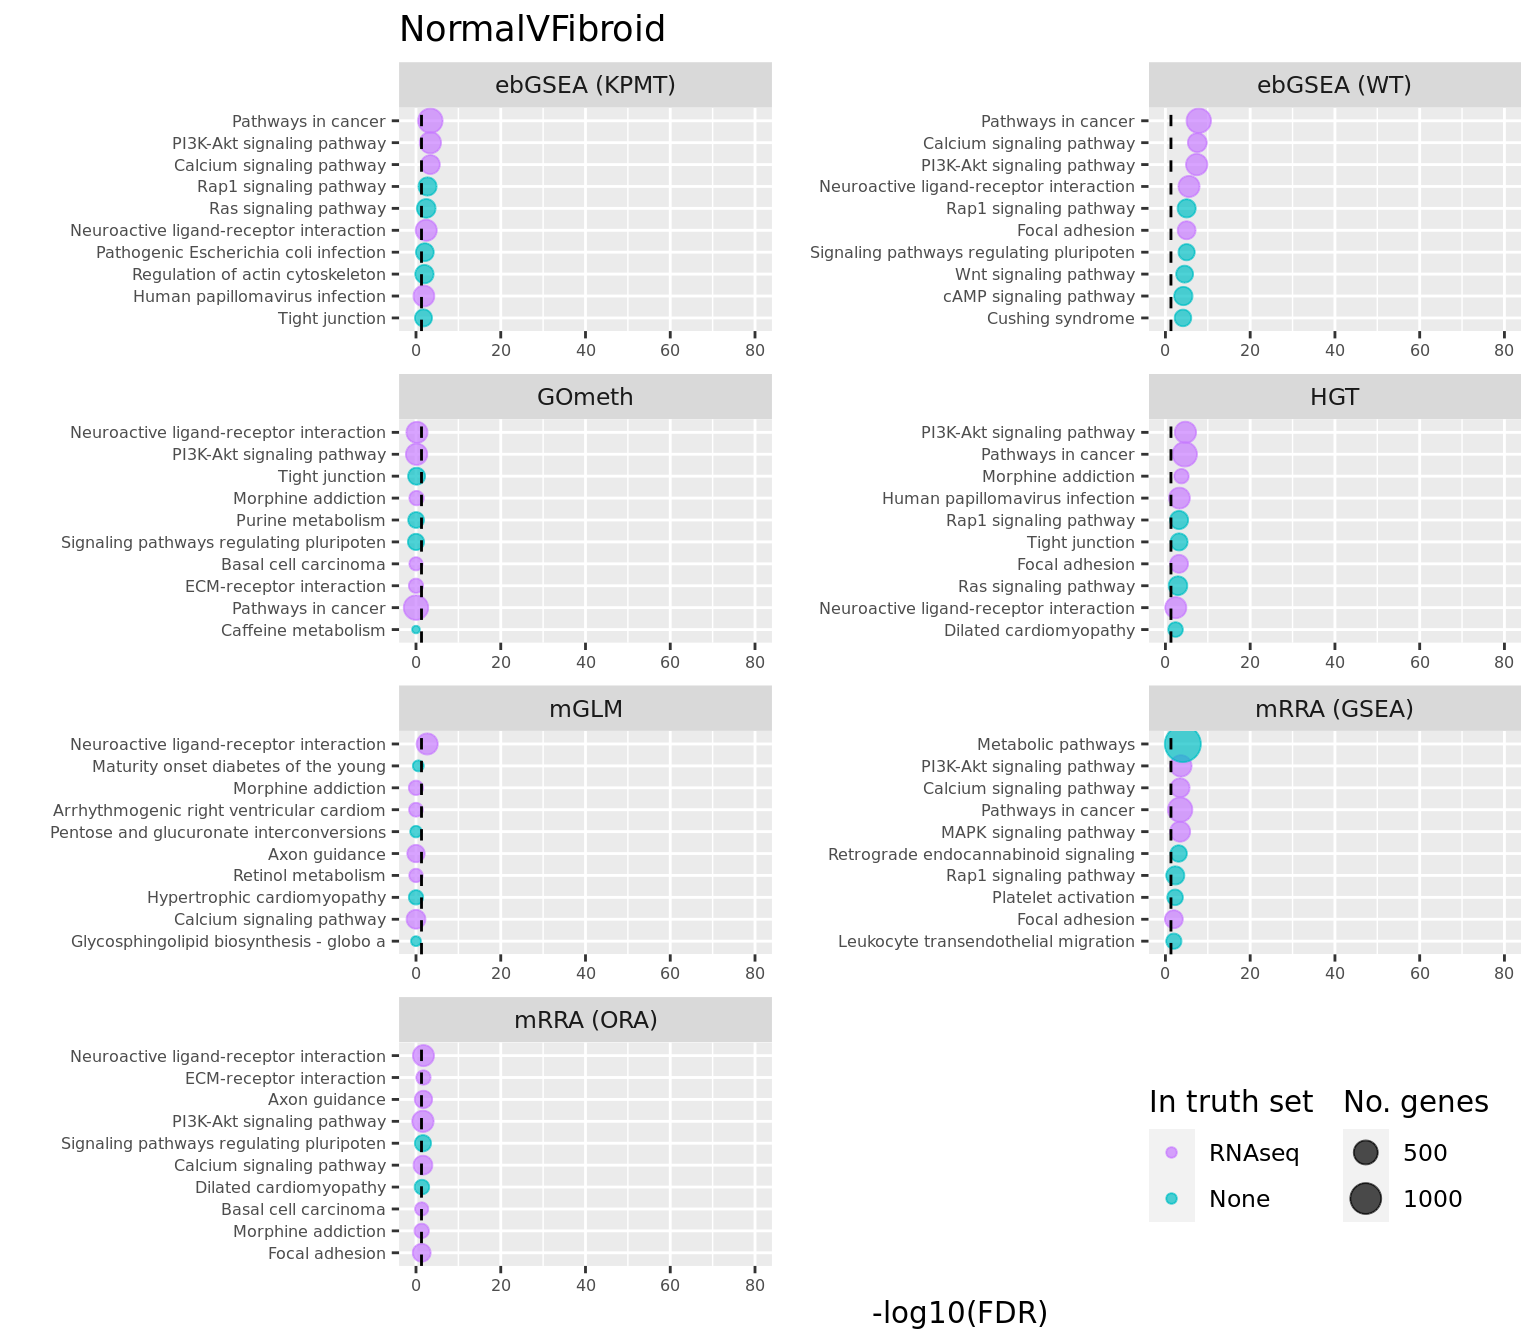 NormalVFibroid
ebGSEA (KPMT)
Pathways in cancer
PI3K-Akt signaling pathway
Calcium signaling pathway
Rap1 signaling pathway
Ras signaling pathway
Neuroactive ligand-receptor interaction
Pathogenic Escherichia coli infection
Regulation of actin cytoskeleton
Human papillomavirus infection
Tight junction
0 20 40 60 80
ebGSEA (WT)
Pathways in cancer
Calcium signaling pathway
PI3K-Akt signaling pathway
Neuroactive ligand-receptor interaction
Rap1 signaling pathway
Focal adhesion
Signaling pathways regulating pluripoten
Wnt signaling pathway
cAMP signaling pathway
Cushing syndrome
0 20 40 60 80
GOmeth
Neuroactive ligand-receptor interaction
PI3K-Akt signaling pathway
Tight junction
Morphine addiction
Purine metabolism
Signaling pathways regulating pluripoten
Basal cell carcinoma
ECM-receptor interaction
Pathways in cancer
Caffeine metabolism
0 20 40 60 80
HGT
PI3K-Akt signaling pathway
Pathways in cancer
Morphine addiction
Human papillomavirus infection
Rap1 signaling pathway
Tight junction
Focal adhesion
Ras signaling pathway
Neuroactive ligand-receptor interaction
Dilated cardiomyopathy
0 20 40 60 80
mGLM
Neuroactive ligand-receptor interaction
Maturity onset diabetes of the young
Morphine addiction
Arrhythmogenic right ventricular cardiom
Pentose and glucuronate interconversions
Axon guidance
Retinol metabolism
Hypertrophic cardiomyopathy
Calcium signaling pathway
Glycosphingolipid biosynthesis - globo a
0 20 40 60 80
mRRA (GSEA)
Metabolic pathways
PI3K-Akt signaling pathway
Calcium signaling pathway
Pathways in cancer
MAPK signaling pathway
Retrograde endocannabinoid signaling
Rap1 signaling pathway
Platelet activation
Focal adhesion
Leukocyte transendothelial migration
0 20 40 60 80
mRRA (ORA)
Neuroactive ligand-receptor interaction
ECM-receptor interaction
Axon guidance
PI3K-Akt signaling pathway
Signaling pathways regulating pluripoten
Calcium signaling pathway
Dilated cardiomyopathy
Basal cell carcinoma
Morphine addiction
Focal adhesion
0 20 40 60 80
In truth set
RNAseq
None
No. genes
500
1000
-log10(FDR)